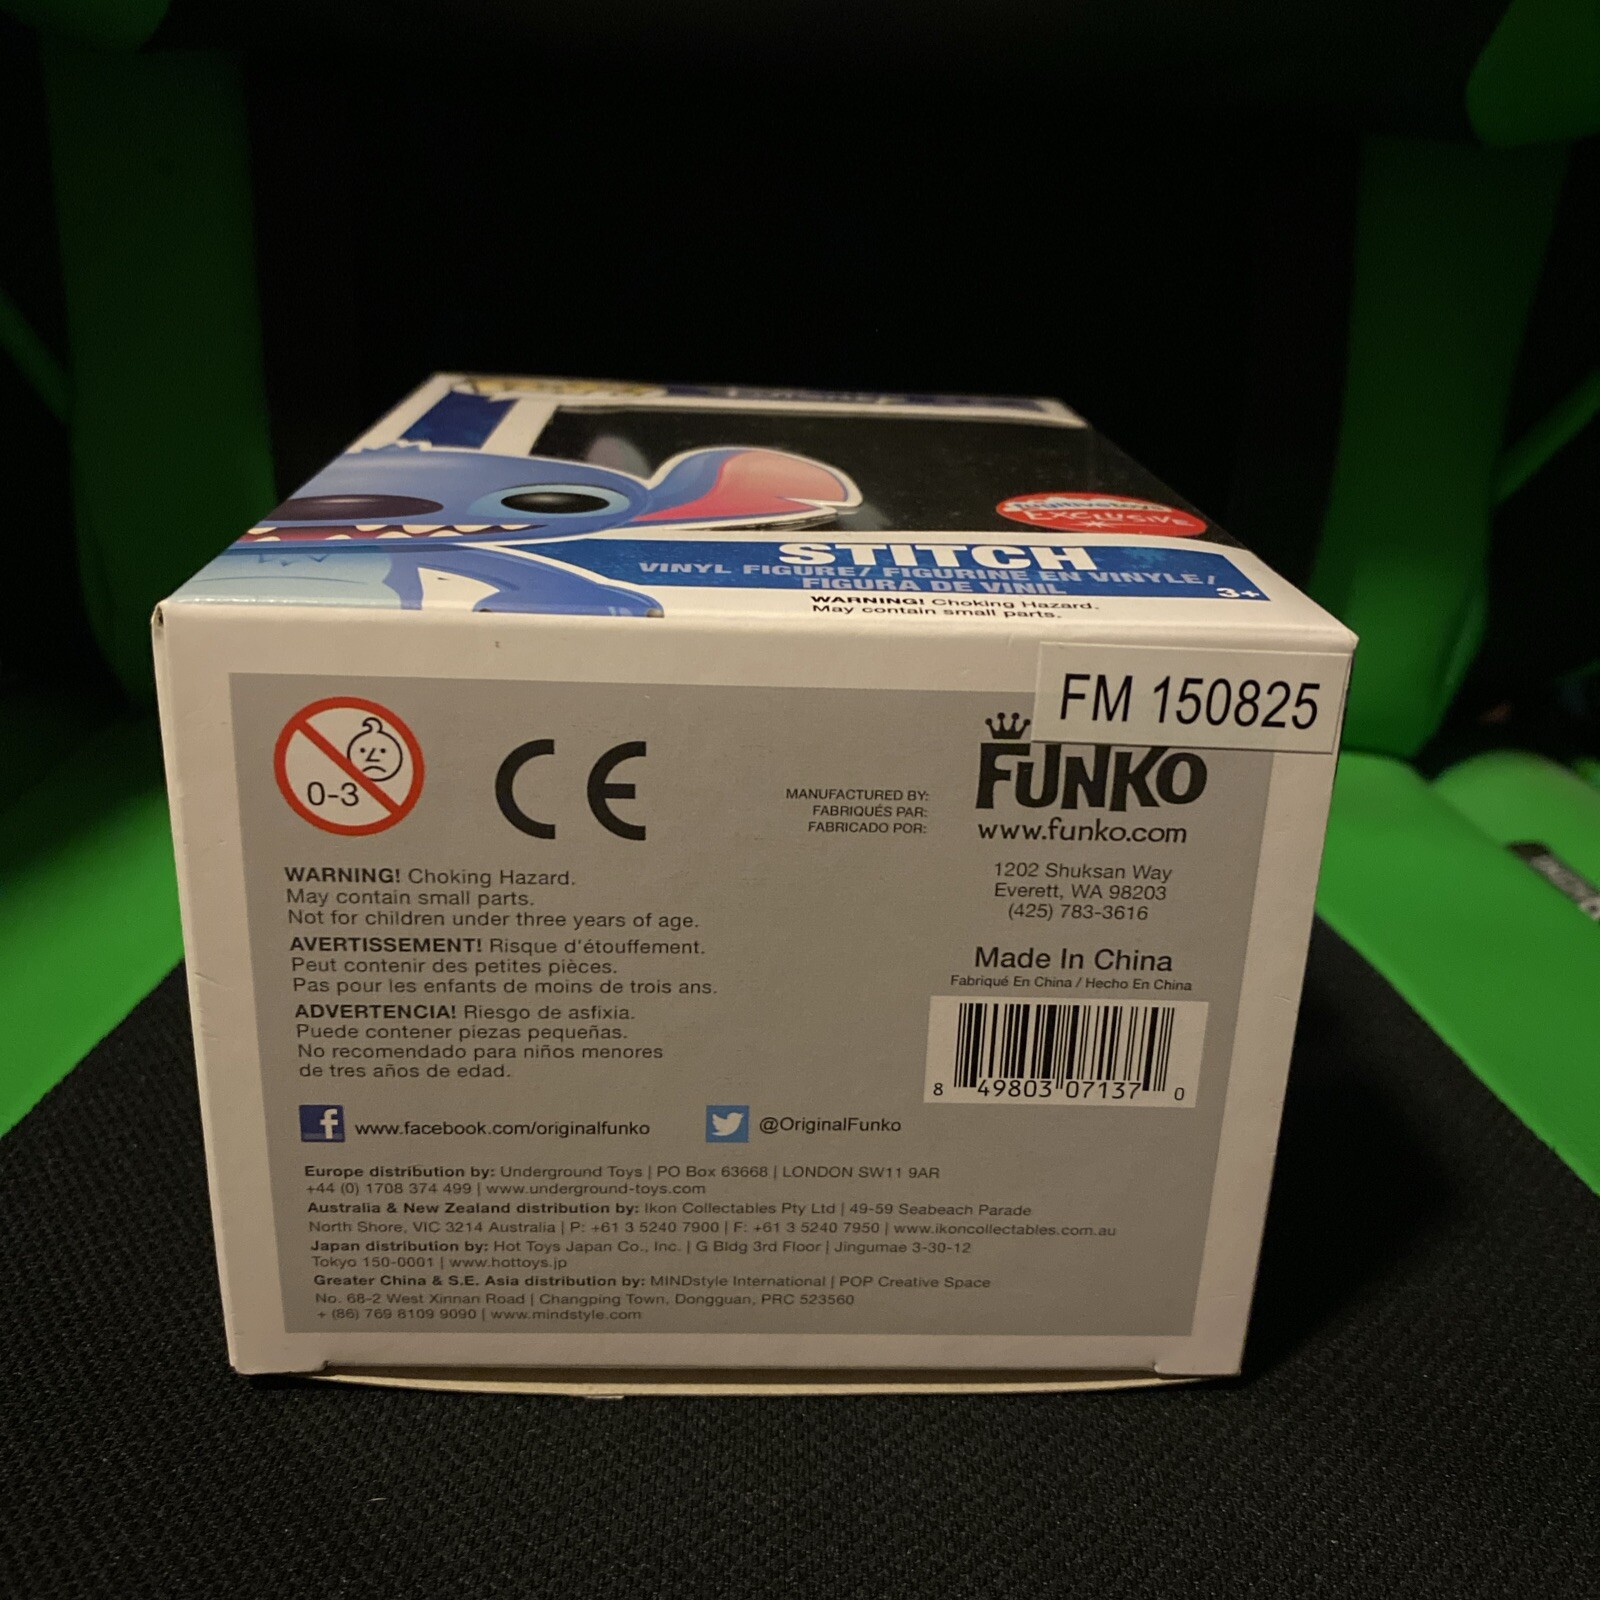 fugitivetoys
EXCLUSIVE
STITCH
VINYL FIGURE / FIGURINE EN VINYLE /
FIGURA DE VINIL
3+
WARNING! Choking Hazard.
May contain small parts.
FM 150825
0-3
CE
MANUFACTURED BY:
FABRIQUÉS PAR:
FABRICADO POR:
FUNKO
www.funko.com
1202 Shuksan Way
Everett, WA 98203
(425) 783-3616
Made In China
Fabriqué En China / Hecho En China
8 49803 07137 0
WARNING! Choking Hazard.
May contain small parts.
Not for children under three years of age.
AVERTISSEMENT! Risque d'étouffement.
Peut contenir des petites pièces.
Pas pour les enfants de moins de trois ans.
ADVERTENCIA! Riesgo de asfixia.
Puede contener piezas pequeñas.
No recomendado para niños menores
de tres años de edad.
f www.facebook.com/originalfunko
@OriginalFunko
Europe distribution by: Underground Toys | PO Box 63668 | LONDON SW11 9AR
+44 (0) 1708 374 499 | www.underground-toys.com
Australia & New Zealand distribution by: Ikon Collectables Pty Ltd | 49-59 Seabeach Parade
North Shore, VIC 3214 Australia | P: +61 3 5240 7900 | F: +61 3 5240 7950 | www.ikoncollectables.com.au
Japan distribution by: Hot Toys Japan Co., Inc. | G Bldg 3rd Floor | Jingumae 3-30-12
Tokyo 150-0001 | www.hottoys.jp
Greater China & S.E. Asia distribution by: MINDstyle International | POP Creative Space
No. 68-2 West Xinnan Road | Changping Town, Dongguan, PRC 523560
+ (86) 769 8109 9090 | www.mindstyle.com